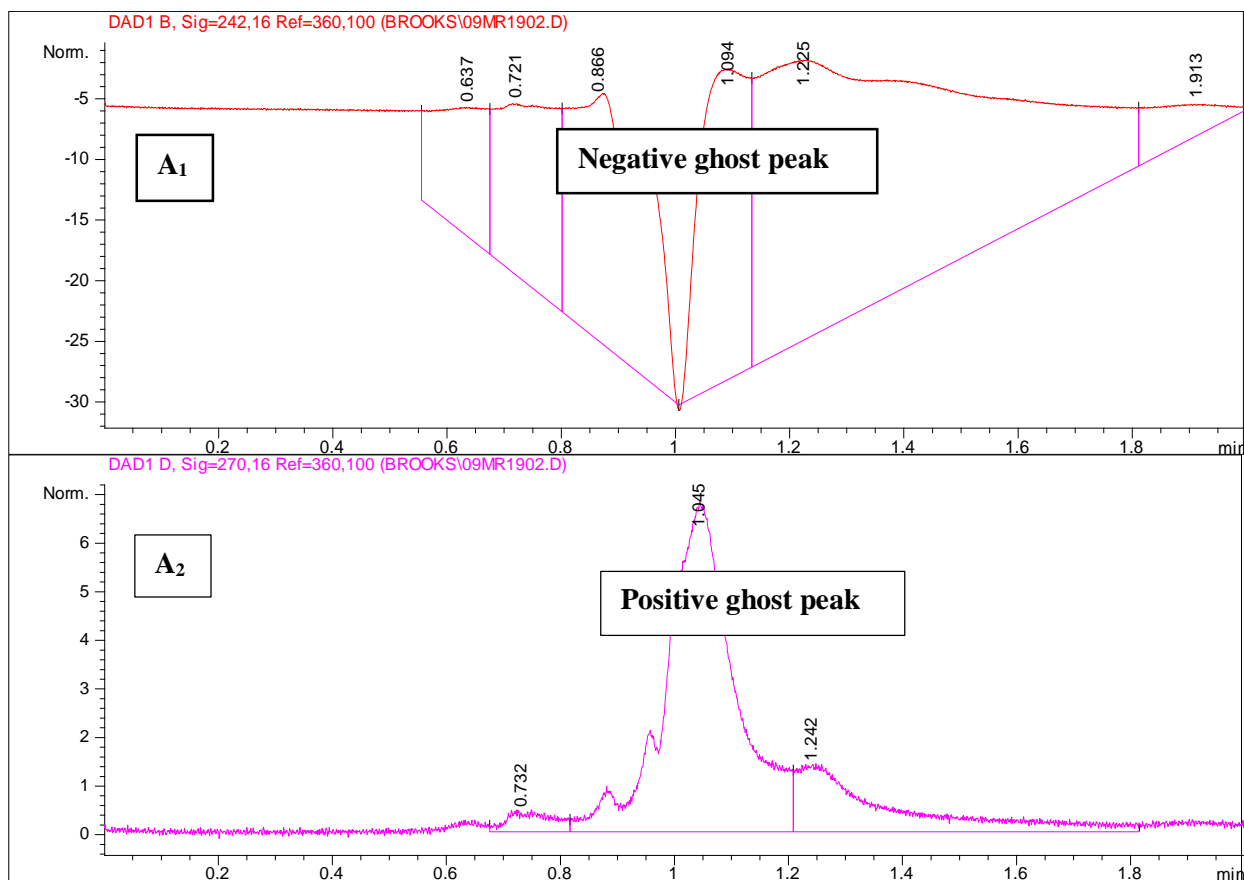 DAD1 B, Sig=242,16 Ref=360,100 (BROOKS\09MR1902.D)
Norm.
0.637
0.721
0.866
1.094
1.225
1.913
-5
-10
-15
-20
-25
-30
A1
Negative ghost peak
0.2 0.4 0.6 0.8 1 1.2 1.4 1.6 1.8 min
DAD1 D, Sig=270,16 Ref=360,100 (BROOKS\09MR1902.D)
Norm.
1.045
6
5
4
3
2
1
0
A2
Positive ghost peak
0.732
1.242
0.2 0.4 0.6 0.8 1 1.2 1.4 1.6 1.8 min